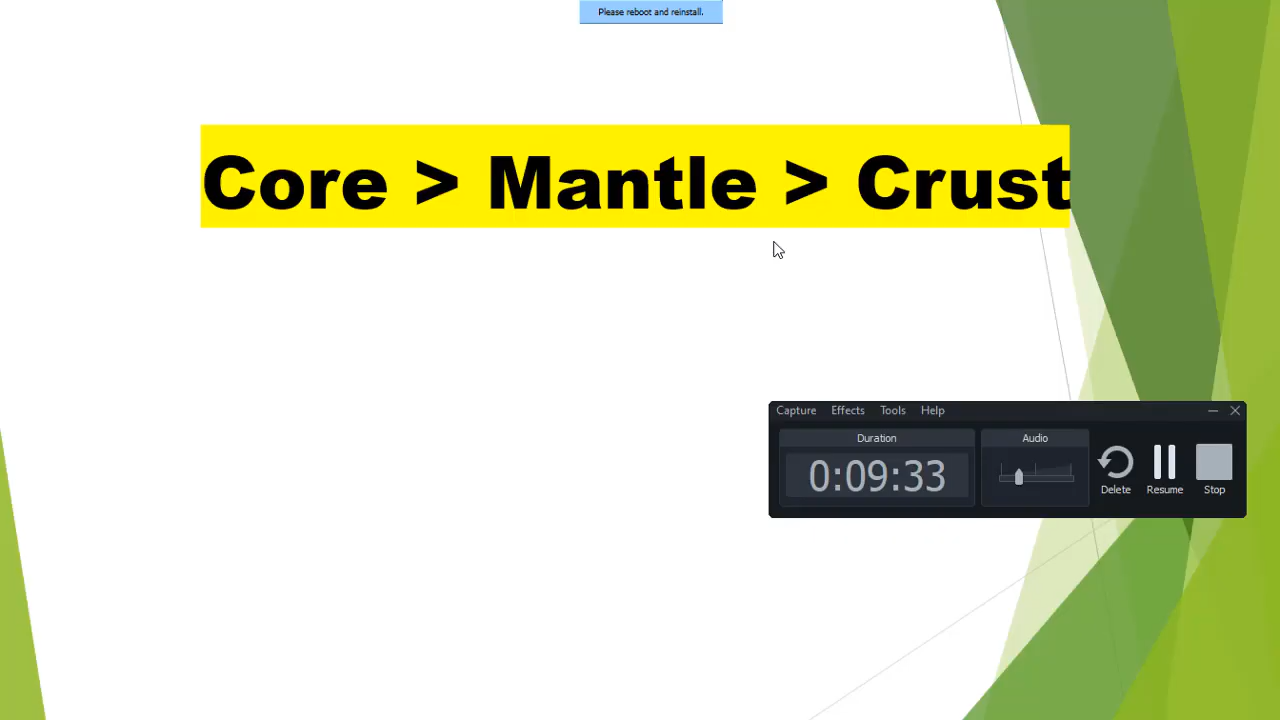 Please reboot and reinstall.
Core > Mantle > Crust
Capture Effects Tools Help
Duration Audio
0:09:33
Delete Resume Stop